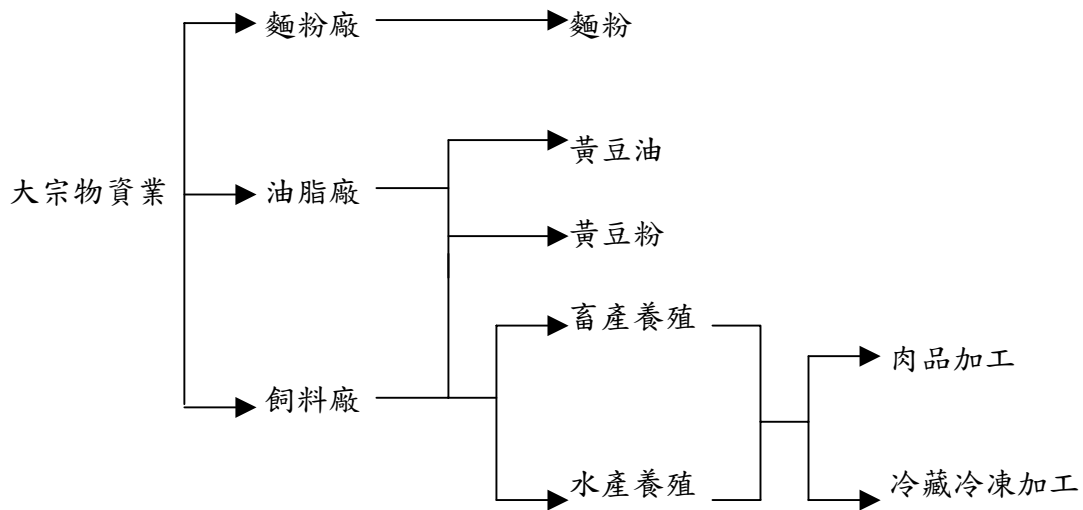 麵粉廠
麵粉
黃豆油
大宗物資業
油脂廠
黃豆粉
畜產養殖
肉品加工
飼料廠
水產養殖
冷藏冷凍加工